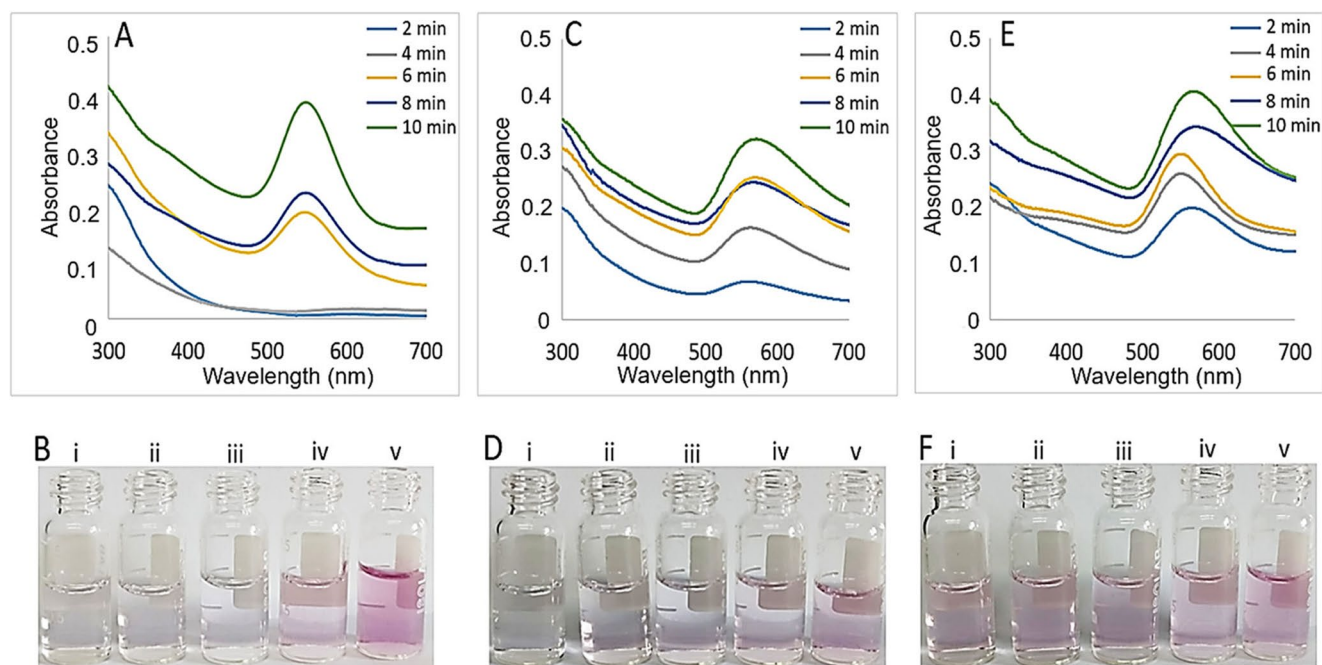 A
2 min
4 min
6 min
8 min
10 min
0.5
0.4
0.3
0.2
0.1
0
Absorbance
300 400 500 600 700
Wavelength (nm)
C
2 min
4 min
6 min
8 min
10 min
0.5
0.4
0.3
0.2
0.1
0
Absorbance
300 400 500 600 700
Wavelength (nm)
E
2 min
4 min
6 min
8 min
10 min
0.5
0.4
0.3
0.2
0.1
0
Absorbance
300 400 500 600 700
Wavelength (nm)
B i ii iii iv v
D i ii iii iv v
F i ii iii iv v